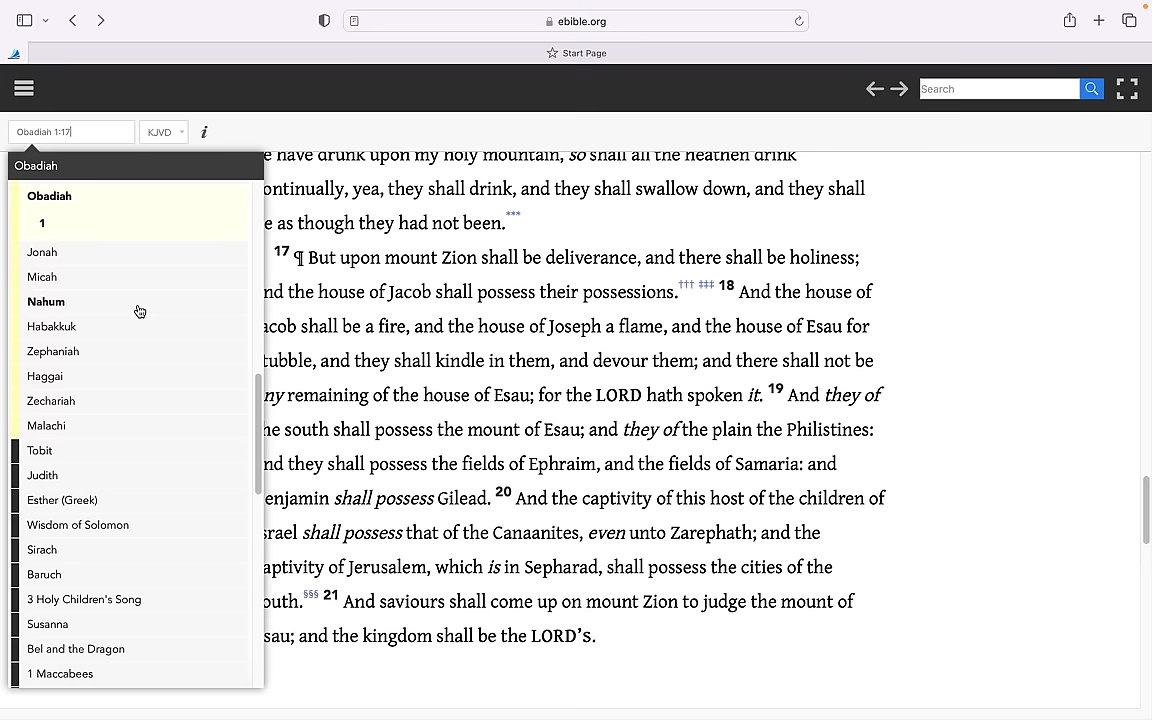 ebible.org
Start Page
Search
Obadiah 1:17
KJVD
i
Obadiah
Obadiah
1
Jonah
Micah
Nahum
Habakkuk
Zephaniah
Haggai
Zechariah
Malachi
Tobit
Judith
Esther (Greek)
Wisdom of Solomon
Sirach
Baruch
3 Holy Children's Song
Susanna
Bel and the Dragon
1 Maccabees
e have drunk upon my holy mountain, so shall all the heathen drink
ontinually, yea, they shall drink, and they shall swallow down, and they shall
e as though they had not been.***
17 ¶ But upon mount Zion shall be deliverance, and there shall be holiness;
nd the house of Jacob shall possess their possessions.††† ‡‡‡ 18 And the house of
acob shall be a fire, and the house of Joseph a flame, and the house of Esau for
tubble, and they shall kindle in them, and devour them; and there shall not be
ny remaining of the house of Esau; for the LORD hath spoken it. 19 And they of
he south shall possess the mount of Esau; and they of the plain the Philistines:
nd they shall possess the fields of Ephraim, and the fields of Samaria: and
enjamin shall possess Gilead. 20 And the captivity of this host of the children of
srael shall possess that of the Canaanites, even unto Zarephath; and the
aptivity of Jerusalem, which is in Sepharad, shall possess the cities of the
outh.§§§ 21 And saviours shall come up on mount Zion to judge the mount of
sau; and the kingdom shall be the LORD’s.